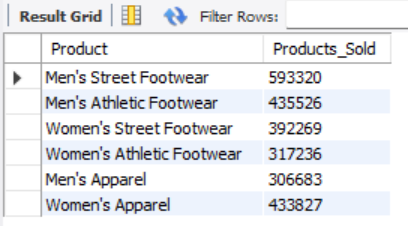 Result Grid Filter Rows:
Product Products_Sold
Men's Street Footwear 593320
Men's Athletic Footwear 435526
Women's Street Footwear 392269
Women's Athletic Footwear 317236
Men's Apparel 306683
Women's Apparel 433827